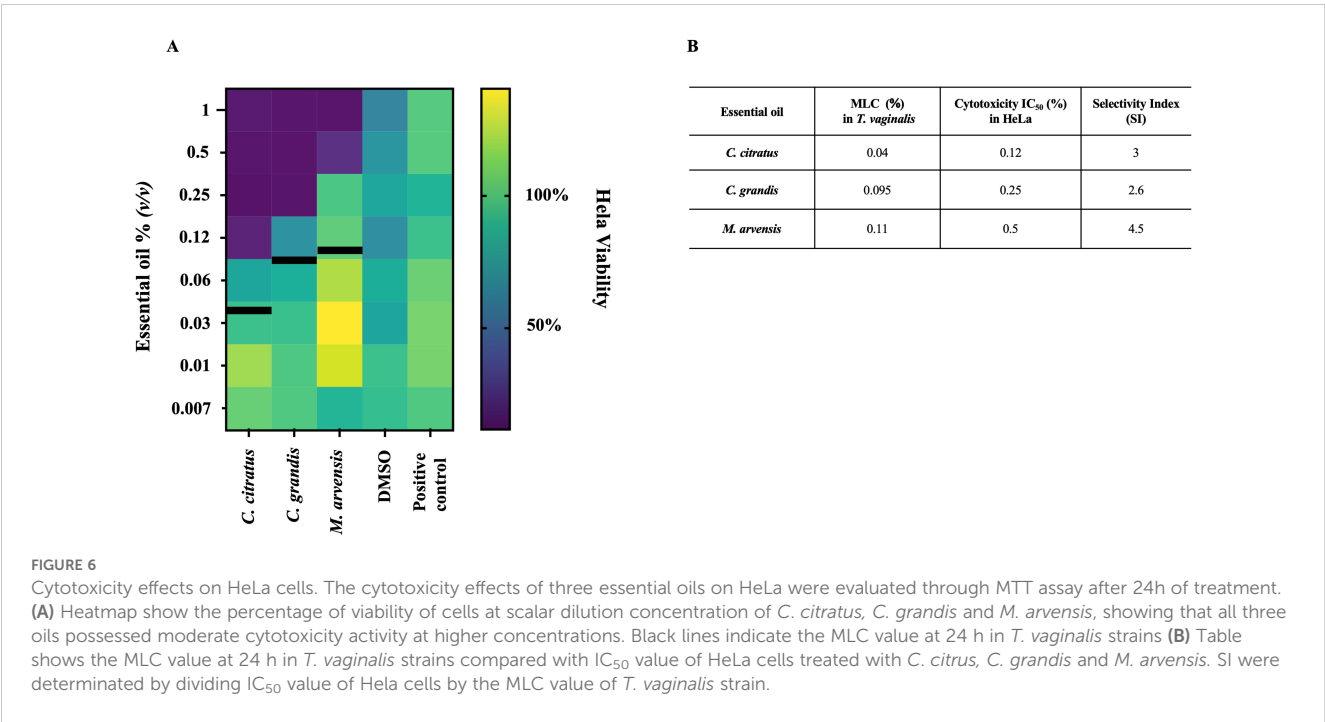 A
B
1
0.5
0.25
0.12
0.06
0.03
0.01
0.007
Essential oil % (v/v)
C. citratus
C. grandis
M. arvensis
DMSO
Positive
control
100%
50%
Hela Viability
Essential oil
MLC (%)
in T. vaginalis
Cytotoxicity IC50 (%)
in HeLa
Selectivity Index
(SI)
C. citratus 0.04 0.12 3
C. grandis 0.095 0.25 2.6
M. arvensis 0.11 0.5 4.5
FIGURE 6
Cytotoxicity effects on HeLa cells. The cytotoxicity effects of three essential oils on HeLa were evaluated through MTT assay after 24h of treatment.
(A) Heatmap show the percentage of viability of cells at scalar dilution concentration of C. citratus, C. grandis and M. arvensis, showing that all three
oils possessed moderate cytotoxicity activity at higher concentrations. Black lines indicate the MLC value at 24 h in T. vaginalis strains (B) Table
shows the MLC value at 24 h in T. vaginalis strains compared with IC50 value of HeLa cells treated with C. citrus, C. grandis and M. arvensis. SI were
determinated by dividing IC50 value of Hela cells by the MLC value of T. vaginalis strain.